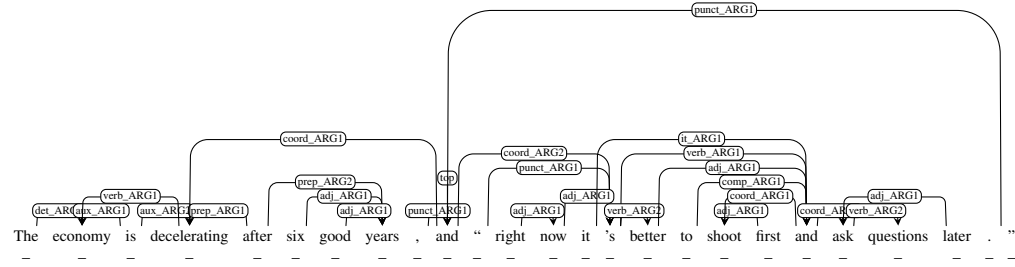 punct_ARG1
coord_ARG1 it_ARG1
coord_ARG2 verb_ARG1
punct_ARG1 adj_ARG1
top
prep_ARG2 comp_ARG1
verb_ARG1 adj_ARG1 adj_ARG1 coord_ARG1 adj_ARG1
aux_ARG1 prep_ARG1 adj_ARG1 punct_ARG1 adj_ARG1 verb_ARG2 adj_ARG1 verb_ARG2
The economy is decelerating after six good years , and “ right now it ’s better to shoot first and ask questions later . ”
_ _ _ _ _ _ _ _ _ _ _ _ _ _ _ _ _ _ _ _ _ _ _ _ _